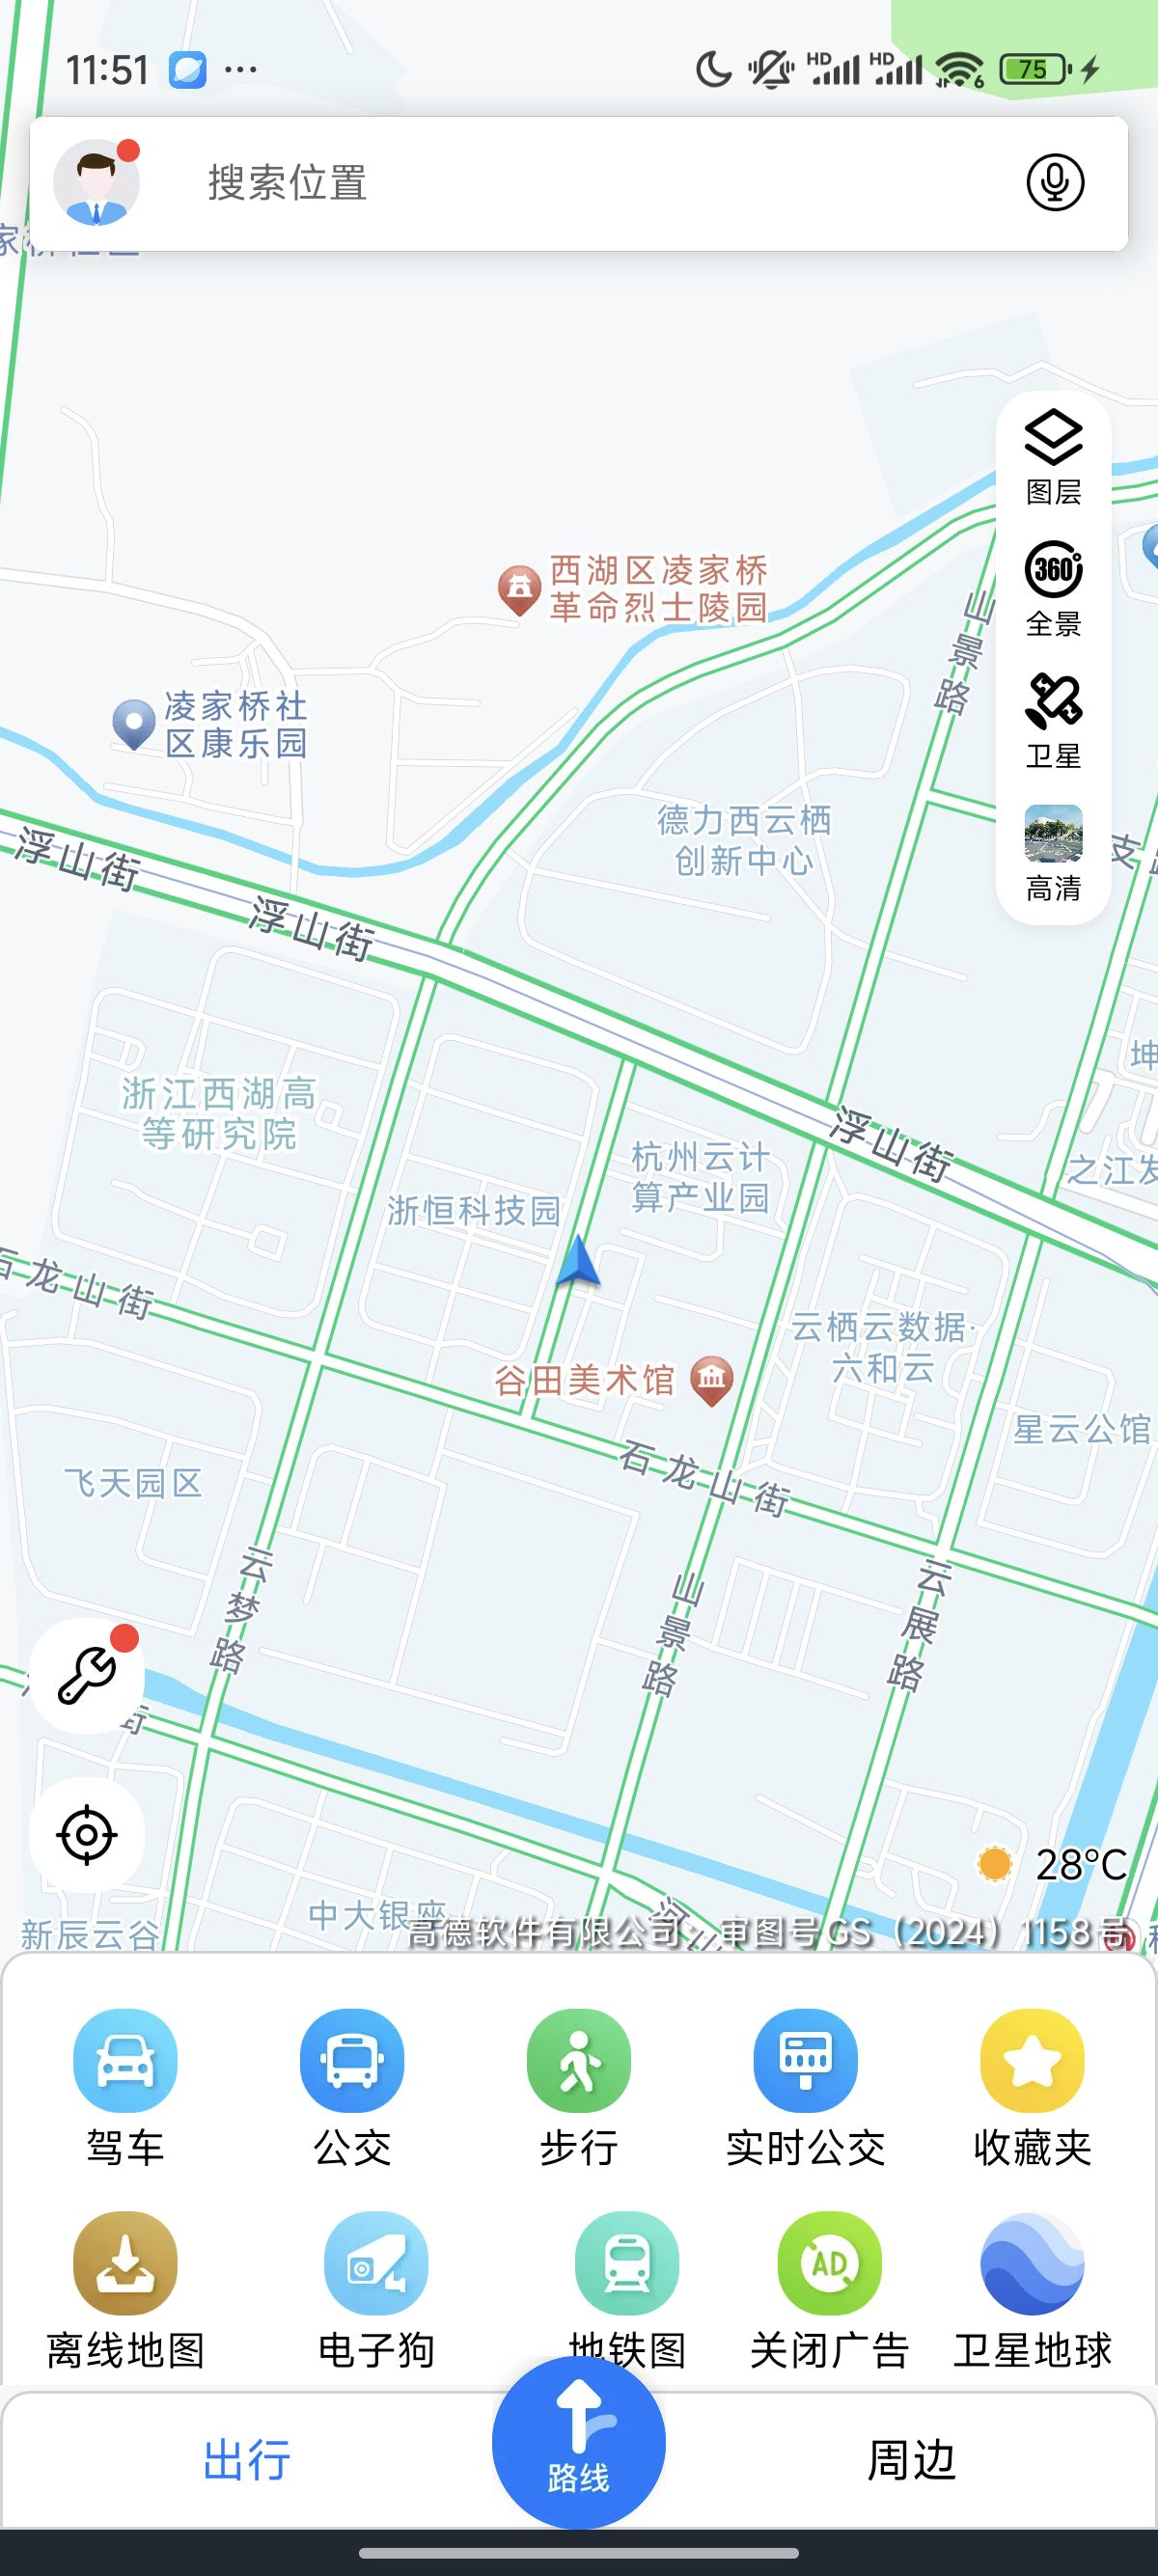 11:51
HD
HD
6
75
搜索位置
图层
360°
全景
卫星
高清
西湖区凌家桥
革命烈士陵园
山景路
凌家桥社
区康乐园
德力西云栖
创新中心
浮山街
浮山街
浙江西湖高
等研究院
浮山街
杭州云计
算产业园
浙恒科技园
之江发
石龙山街
云栖云数据·
六和云
谷田美术馆
星云公馆
石龙山街
飞天园区
云梦路
山景路
云展路
街
28°C
中大银座
新辰云谷
高德软件有限公司 审图号GS（2024）1158号
驾车
公交
步行
实时公交
收藏夹
AD
离线地图
电子狗
地铁图
关闭广告
卫星地球
出行
路线
周边